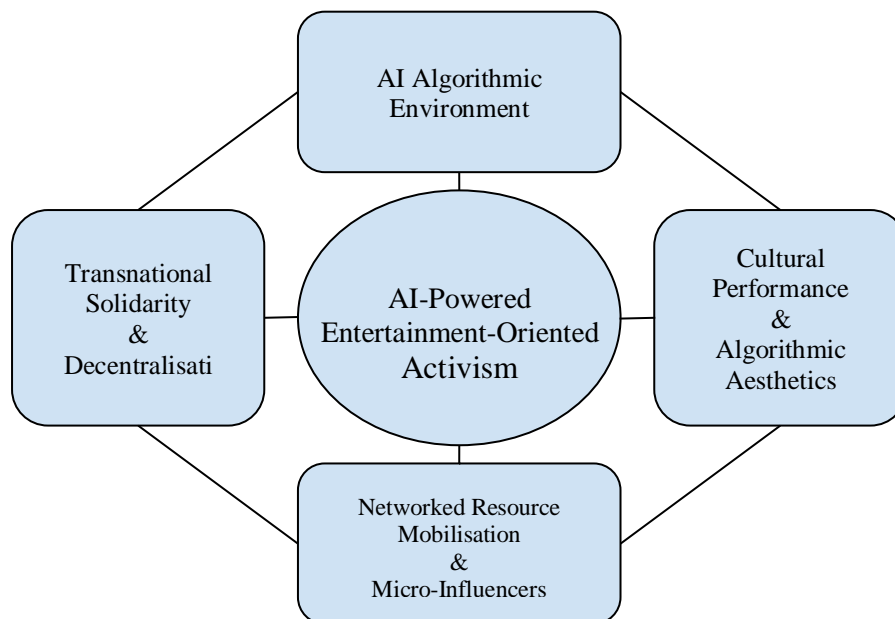 AI Algorithmic
Environment
Transnational
Solidarity
&
Decentralisati
AI-Powered
Entertainment-Oriented
Activism
Cultural
Performance
&
Algorithmic
Aesthetics
Networked Resource
Mobilisation
&
Micro-Influencers